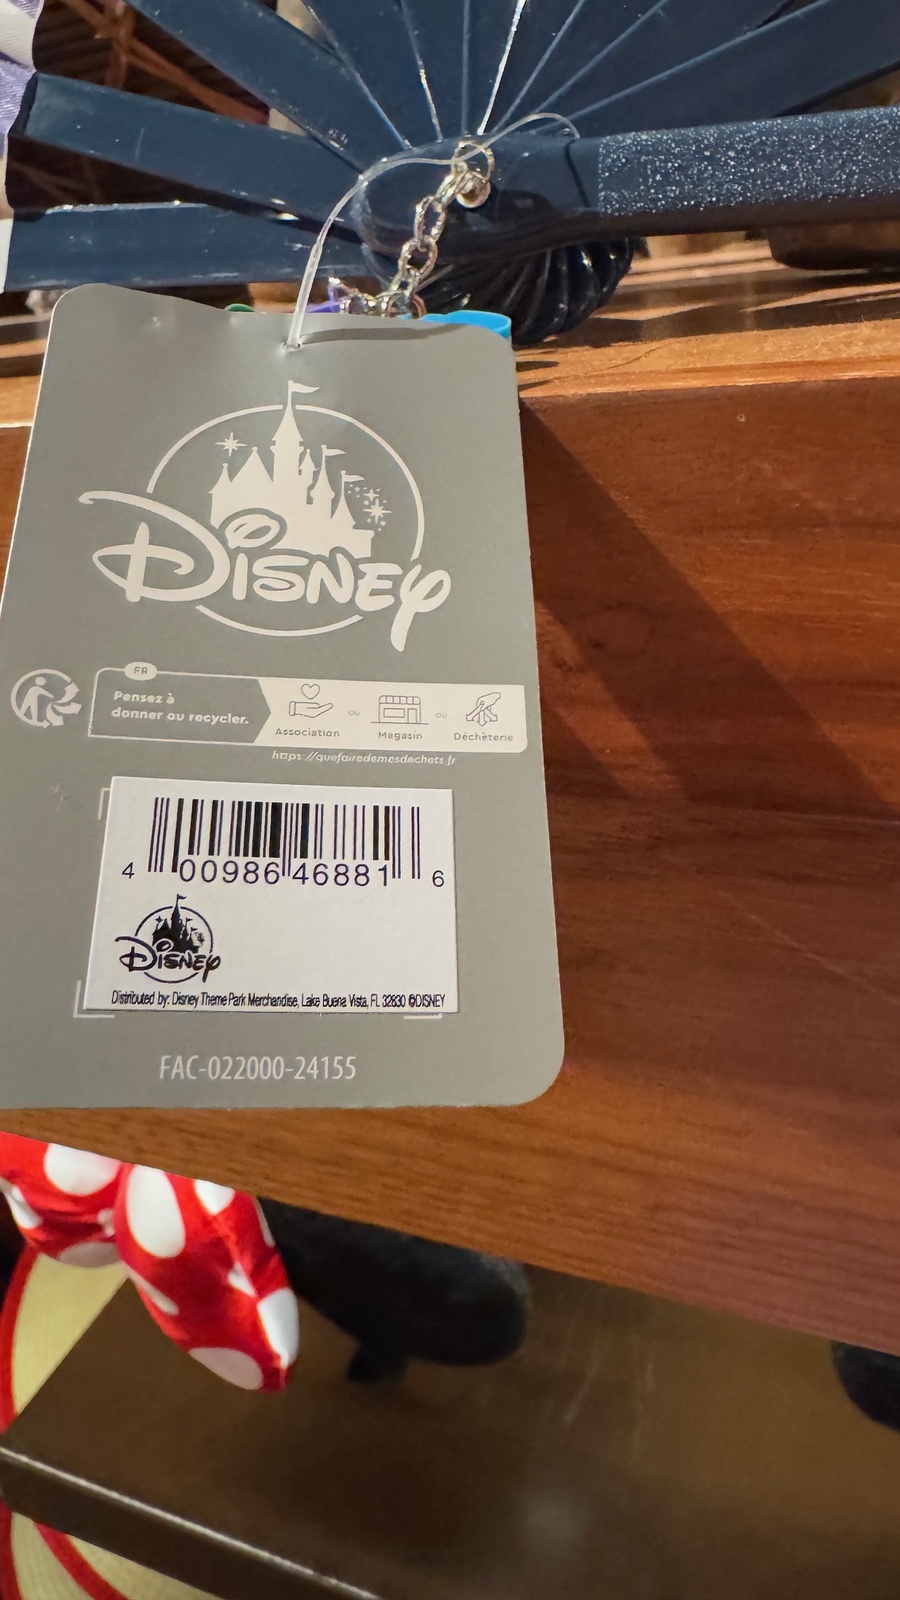 Disney
FR
Pensez à
donner ou recycler.
Association
ou
Magasin
ou
Déchèterie
https://quefairedemesdechets.fr
4 00986 46881 6
Disney
Distributed by: Disney Theme Park Merchandise, Lake Buena Vista, FL 32830 ©DISNEY
FAC-022000-24155